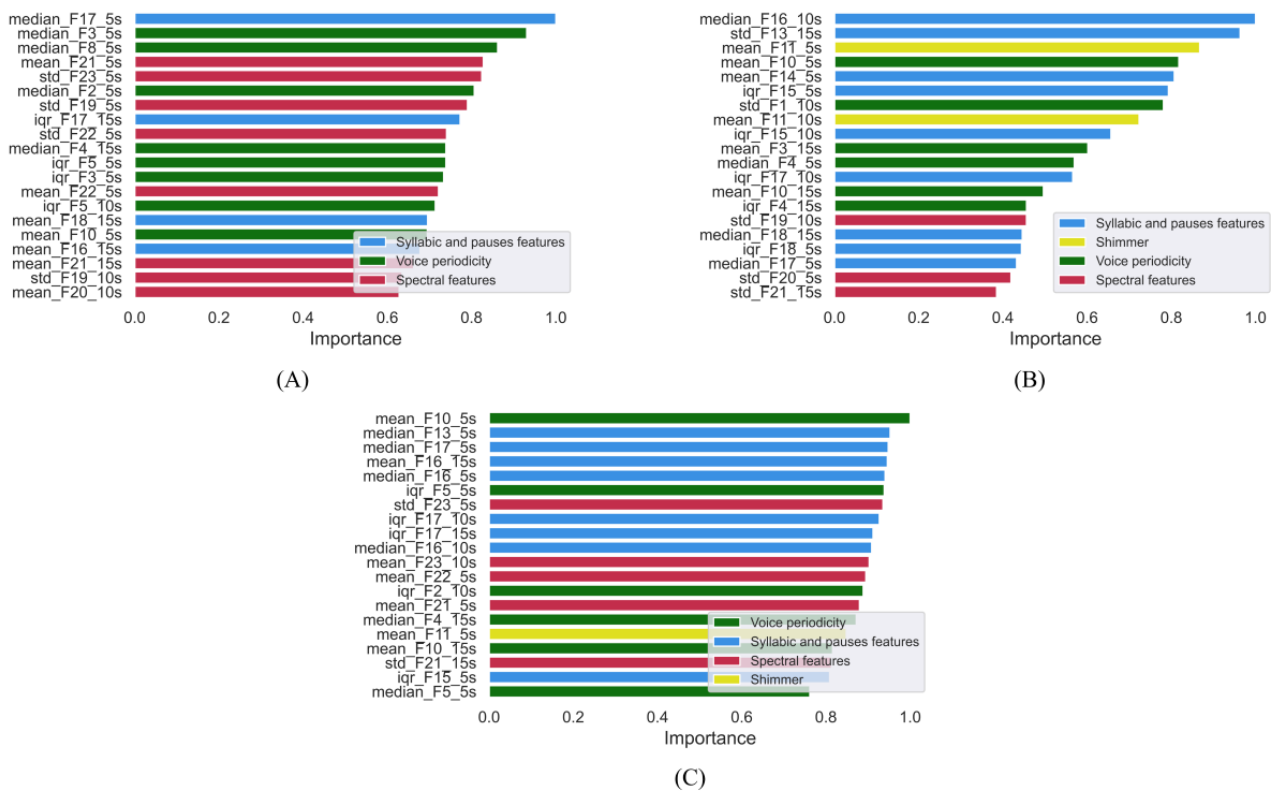 median_F17_5s
median_F3_5s
median_F8_5s
mean_F21_5s
std_F23_5s
median_F2_5s
std_F19_5s
iqr_F17_15s
std_F22_5s
median_F4_15s
iqr_F5_5s
iqr_F3_5s
mean_F22_5s
iqr_F5_10s
mean_F18_15s
mean_F10_5s
mean_F16_15s
mean_F21_15s
std_F19_10s
mean_F20_10s
Syllabic and pauses features
Voice periodicity
Spectral features
0.0 0.2 0.4 0.6 0.8 1.0
Importance
(A)
median_F16_10s
std_F13_15s
mean_F11_5s
mean_F10_5s
mean_F14_5s
iqr_F15_5s
std_F1_10s
mean_F11_10s
iqr_F15_10s
mean_F3_15s
median_F4_5s
iqr_F17_10s
mean_F10_15s
iqr_F4_15s
std_F19_10s
median_F18_15s
iqr_F18_5s
median_F17_5s
std_F20_5s
std_F21_15s
Syllabic and pauses features
Shimmer
Voice periodicity
Spectral features
0.0 0.2 0.4 0.6 0.8 1.0
Importance
(B)
mean_F10_5s
median_F13_5s
median_F17_5s
mean_F16_15s
median_F16_5s
iqr_F5_5s
std_F23_5s
iqr_F17_10s
iqr_F17_15s
median_F16_10s
mean_F23_10s
mean_F22_5s
iqr_F2_10s
mean_F21_5s
median_F4_15s
mean_F11_5s
mean_F10_15s
std_F21_15s
iqr_F15_5s
median_F5_5s
Voice periodicity
Syllabic and pauses features
Spectral features
Shimmer
0.0 0.2 0.4 0.6 0.8 1.0
Importance
(C)